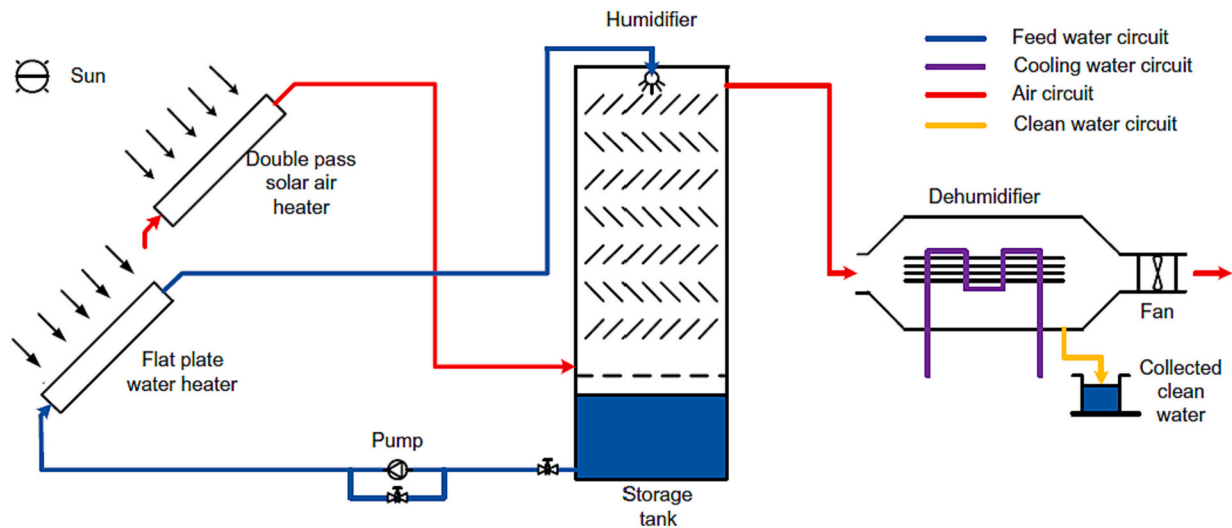 Humidifier
Sun
Feed water circuit
Cooling water circuit
Air circuit
Clean water circuit
Double pass
solar air
heater
Dehumidifier
Fan
Flat plate
water heater
Collected
clean
water
Pump
Storage
tank